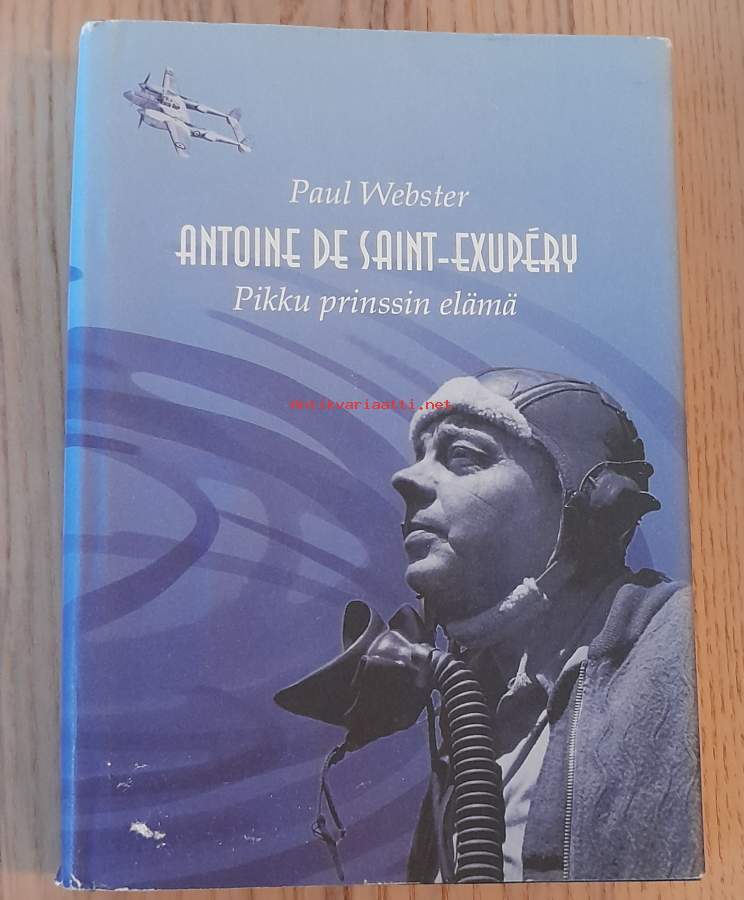 Paul Webster
ANTOINE DE SAINT-EXUPÉRY
Pikku prinssin elämä
antikvariaatti.net